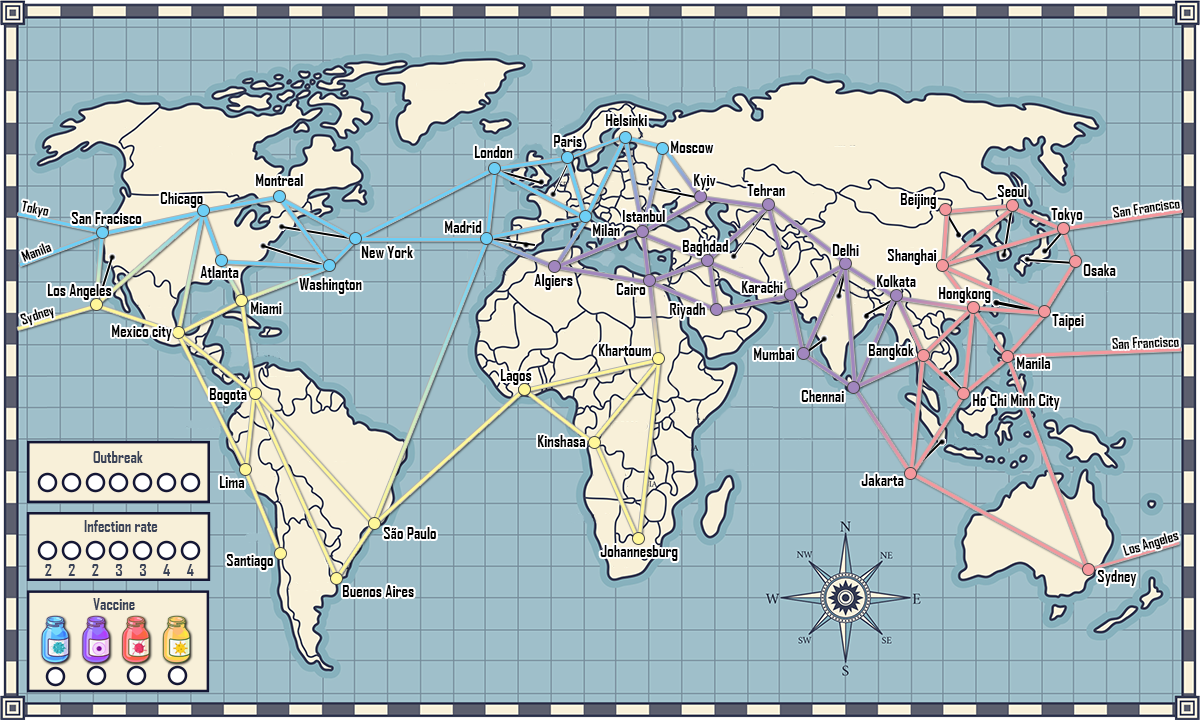 Helsinki
Paris
Moscow
London
Montreal
Kyiv
Tehran
Seoul
Chicago
Beijing
Tokyo
San Francisco
Tokyo
San Fracisco
Istanbul
Madrid
Milan
Manila
New York
Baghdad
Delhi
Shanghai
Atlanta
Algiers
Osaka
Washington
Cairo
Karachi
Kolkata
Los Angeles
Hongkong
Miami
Riyadh
Sydney
Taipei
Mexico city
San Francisco
Khartoum
Mumbai
Bangkok
Manila
Lagos
Bogota
Chennai
Ho Chi Minh City
Kinshasa
Outbreak
Lima
Jakarta
Infection rate
2 2 2 3 3 4 4
São Paulo
Los Angeles
Johannesburg
Santiago
Sydney
Buenos Aires
Vaccine
N
NW
NE
W
E
SW
SE
S